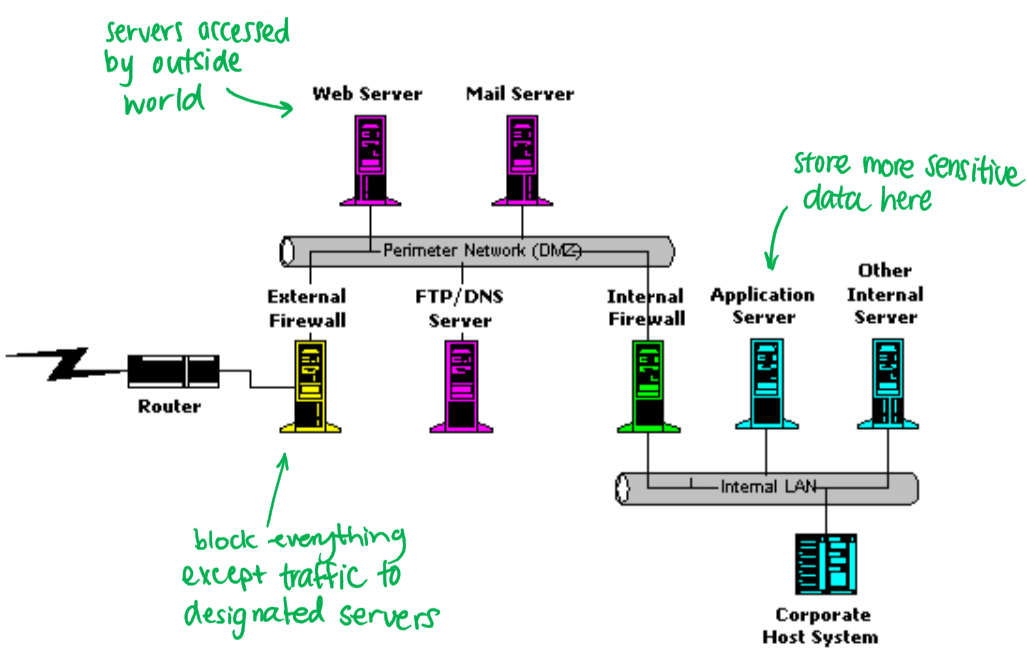 servers accessed
by outside
world
Web Server
Mail Server
store more sensitive
data here
Perimeter Network (DMZ)
External
Firewall
FTP/DNS
Server
Internal
Firewall
Application
Server
Other
Internal
Server
Router
Internal LAN
block everything
except traffic to
designated servers
Corporate
Host System